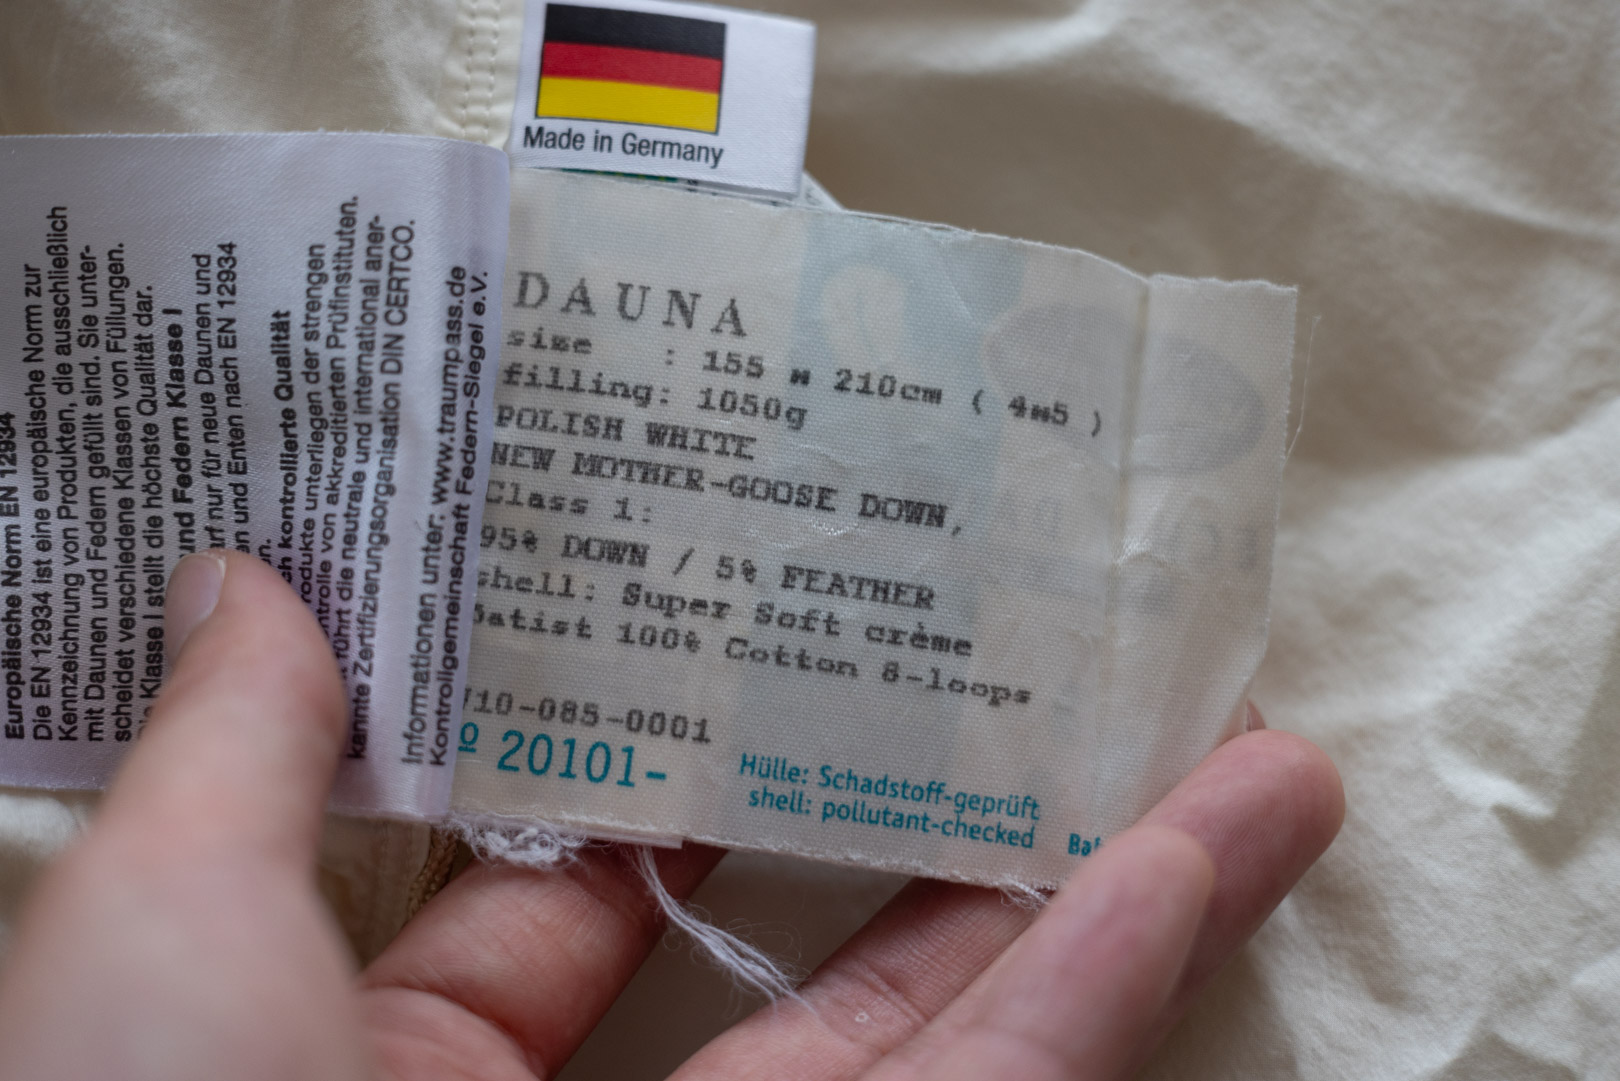 Made in Germany
Europäische Norm EN 12934
Die EN 12934 ist eine europäische Norm zur
Kennzeichnung von Produkten, die ausschließlich
mit Daunen und Federn gefüllt sind. Sie unter-
scheidet verschiedene Klassen von Füllungen.
Klasse I stellt die höchste Qualität dar.
und Federn Klasse I
nur für neue Daunen und
und Enten nach EN 12934
kontrollierte Qualität
unterliegen der strengen
von akkreditierten Prüfinstituten.
führt die neutrale und international aner-
kannte Zertifizierungsorganisation DIN CERTCO.
Informationen unter: www.traumpass.de
Kontrollgemeinschaft Federn-Siegel e.V.
DAUNA
size : 155 x 210cm ( 4x5 )
filling: 1050g
POLISH WHITE
NEW MOTHER-GOOSE DOWN,
Class 1:
95% DOWN / 5% FEATHER
shell: Super Soft crème
Batist 100% Cotton 8-loops
10-085-0001
º 20101-
Hülle: Schadstoff-geprüft
shell: pollutant-checked